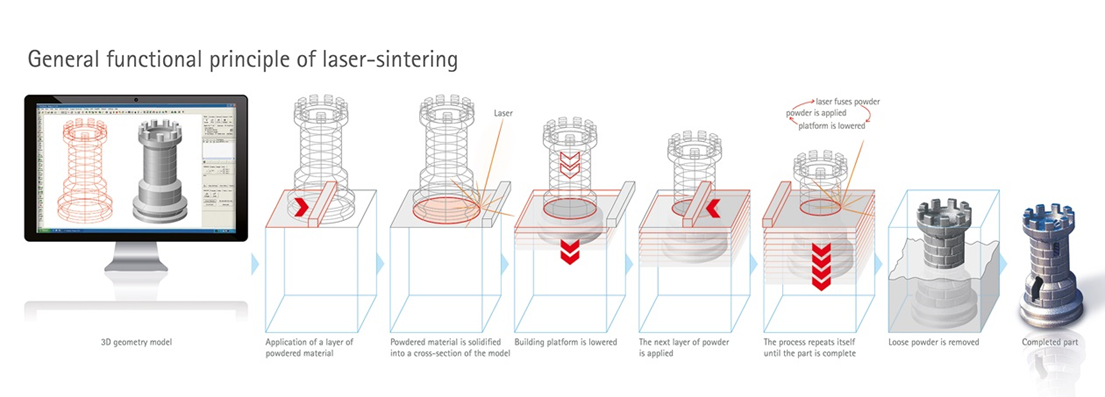 General functional principle of laser-sintering
Laser
laser fuses powder
powder is applied
platform is lowered
3D geometry model
Application of a layer of
powdered material
Powdered material is solidified
into a cross-section of the model
Building platform is lowered
The next layer of powder
is applied
The process repeats itself
until the part is complete
Loose powder is removed
Completed part